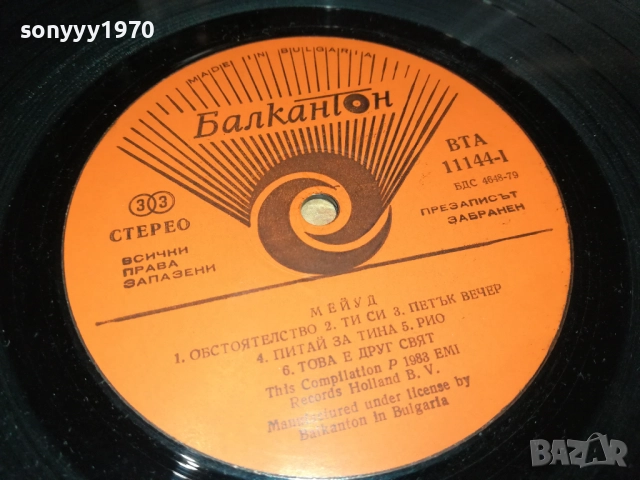 sonyyy1970
MADE IN BULGARIA
Балкантон
ВТА
11144-I
БДС 4648-79
ПРЕЗАПИСЪТ
ЗАБРАНЕН
33
СТЕРЕО
ВСИЧКИ
ПРАВА
ЗАПАЗЕНИ
МЕЙУД
1. ОБСТОЯТЕЛСТВО 2. ТИ СИ 3. ПЕТЪК ВЕЧЕР
4. ПИТАЙ ЗА ТИНА 5. РИО
6. ТОВА Е ДРУГ СВЯТ
This Compilation P 1983 EMI
Records Holland B. V.
Manufactured under license by
Balkanton in Bulgaria
BAZAR